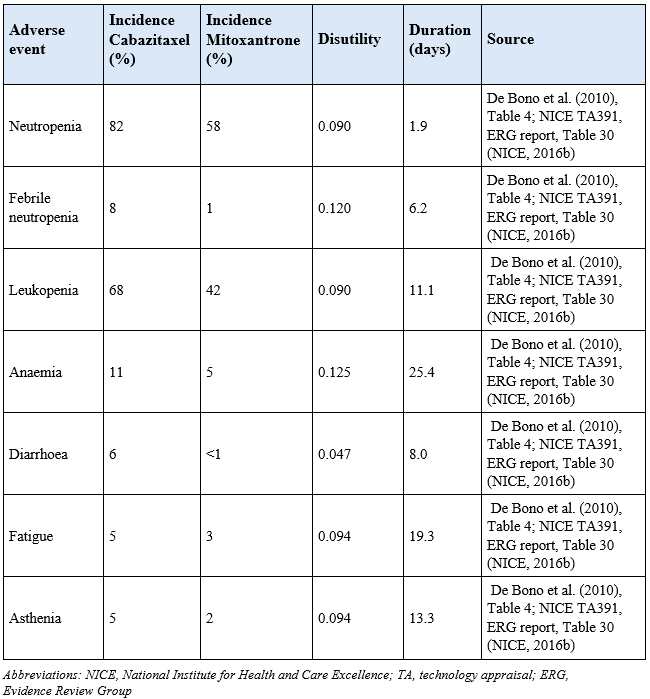 Adverse event
Incidence Cabazitaxel (%)
Incidence Mitoxantrone (%)
Disutility
Duration (days)
Source
Neutropenia
82
58
0.090
1.9
De Bono et al. (2010),
Table 4; NICE TA391,
ERG report, Table 30
(NICE, 2016b)
Febrile neutropenia
8
1
0.120
6.2
De Bono et al. (2010),
Table 4; NICE TA391,
ERG report, Table 30
(NICE, 2016b)
Leukopenia
68
42
0.090
11.1
De Bono et al. (2010),
Table 4; NICE TA391,
ERG report, Table 30
(NICE, 2016b)
Anaemia
11
5
0.125
25.4
De Bono et al. (2010),
Table 4; NICE TA391,
ERG report, Table 30
(NICE, 2016b)
Diarrhoea
6
<1
0.047
8.0
De Bono et al. (2010),
Table 4; NICE TA391,
ERG report, Table 30
(NICE, 2016b)
Fatigue
5
3
0.094
19.3
De Bono et al. (2010),
Table 4; NICE TA391,
ERG report, Table 30
(NICE, 2016b)
Asthenia
5
2
0.094
13.3
De Bono et al. (2010),
Table 4; NICE TA391,
ERG report, Table 30
(NICE, 2016b)
Abbreviations: NICE, National Institute for Health and Care Excellence; TA, technology appraisal; ERG,
Evidence Review Group